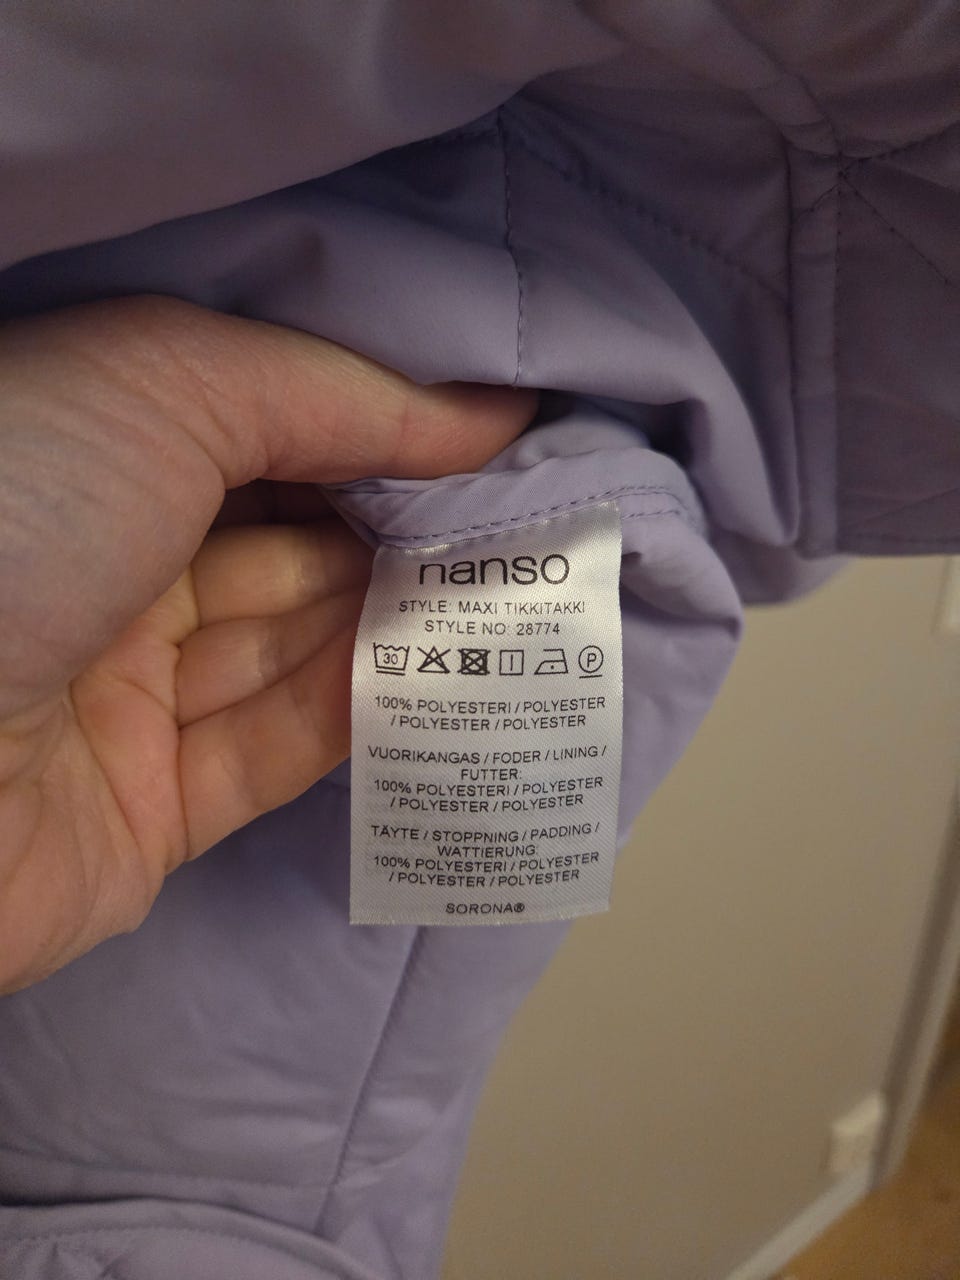 nanso
STYLE: MAXI TIKKITAKKI
STYLE NO: 28774
30 P
100% POLYESTERI / POLYESTER
/ POLYESTER / POLYESTER
VUORIKANGAS / FODER / LINING /
FUTTER:
100% POLYESTERI / POLYESTER
/ POLYESTER / POLYESTER
TÄYTE / STOPPNING / PADDING /
WATTIERUNG:
100% POLYESTERI / POLYESTER
/ POLYESTER / POLYESTER
SORONA®